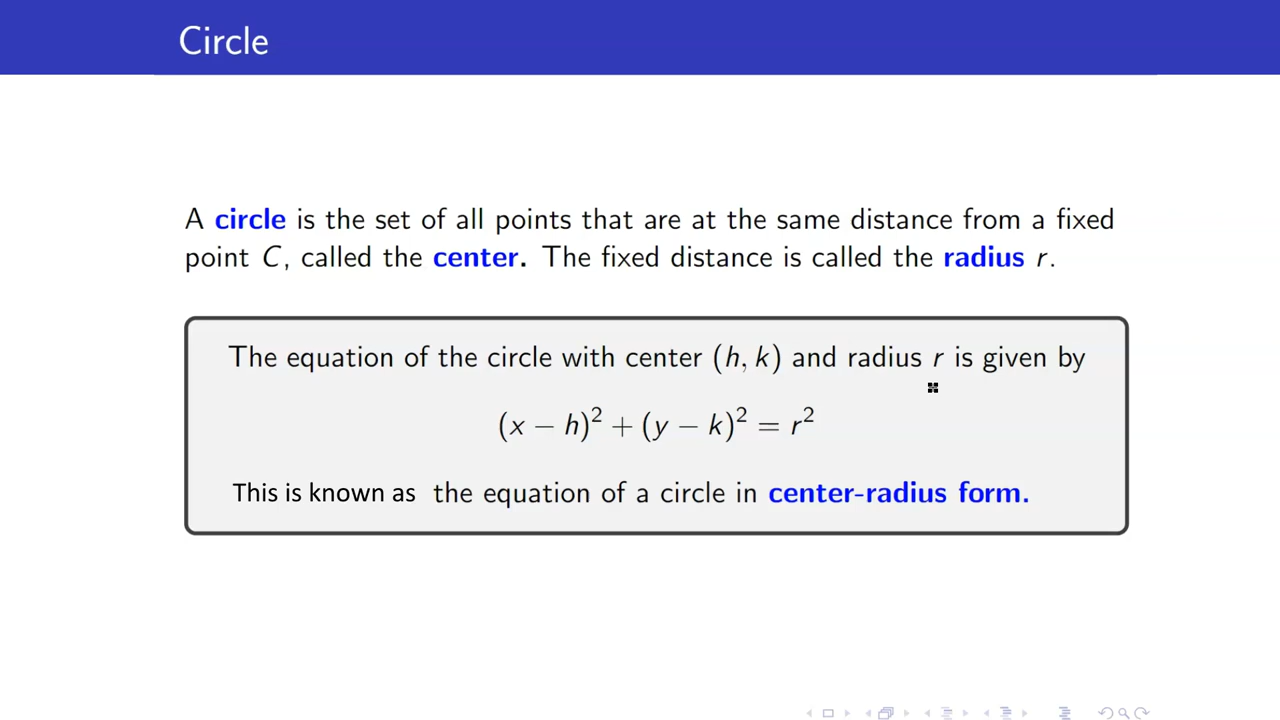 Circle
A circle is the set of all points that are at the same distance from a fixed
point C, called the center. The fixed distance is called the radius r.
The equation of the circle with center (h, k) and radius r is given by
(x − h)² + (y − k)² = r²
This is known as the equation of a circle in center-radius form.